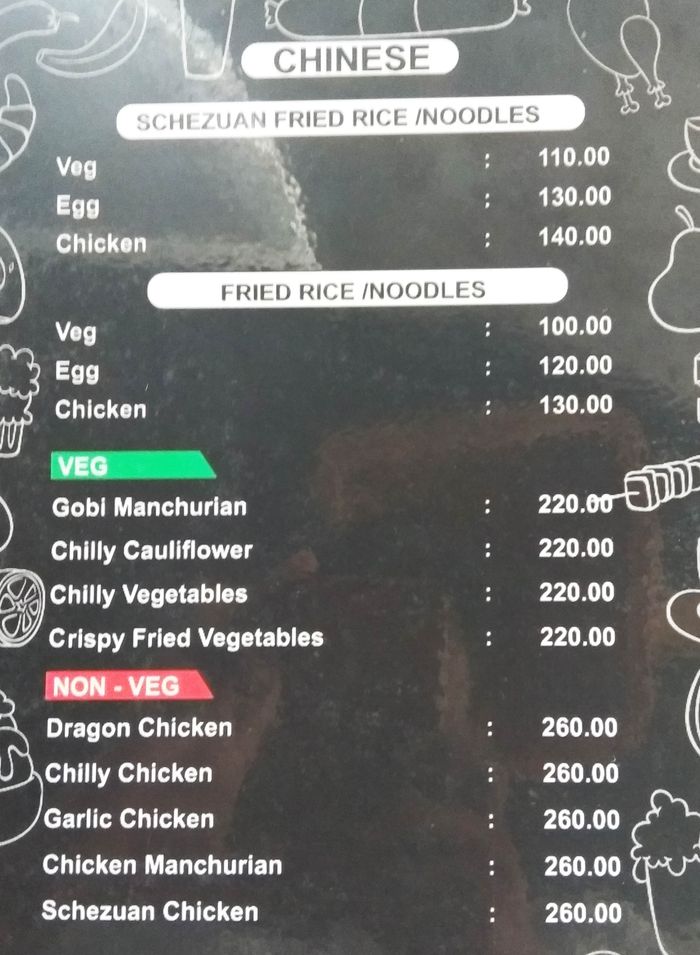 CHINESE
SCHEZUAN FRIED RICE /NOODLES
Veg : 110.00
Egg : 130.00
Chicken : 140.00
FRIED RICE /NOODLES
Veg : 100.00
Egg : 120.00
Chicken : 130.00
VEG
Gobi Manchurian : 220.00
Chilly Cauliflower : 220.00
Chilly Vegetables : 220.00
Crispy Fried Vegetables : 220.00
NON - VEG
Dragon Chicken : 260.00
Chilly Chicken : 260.00
Garlic Chicken : 260.00
Chicken Manchurian : 260.00
Schezuan Chicken : 260.00